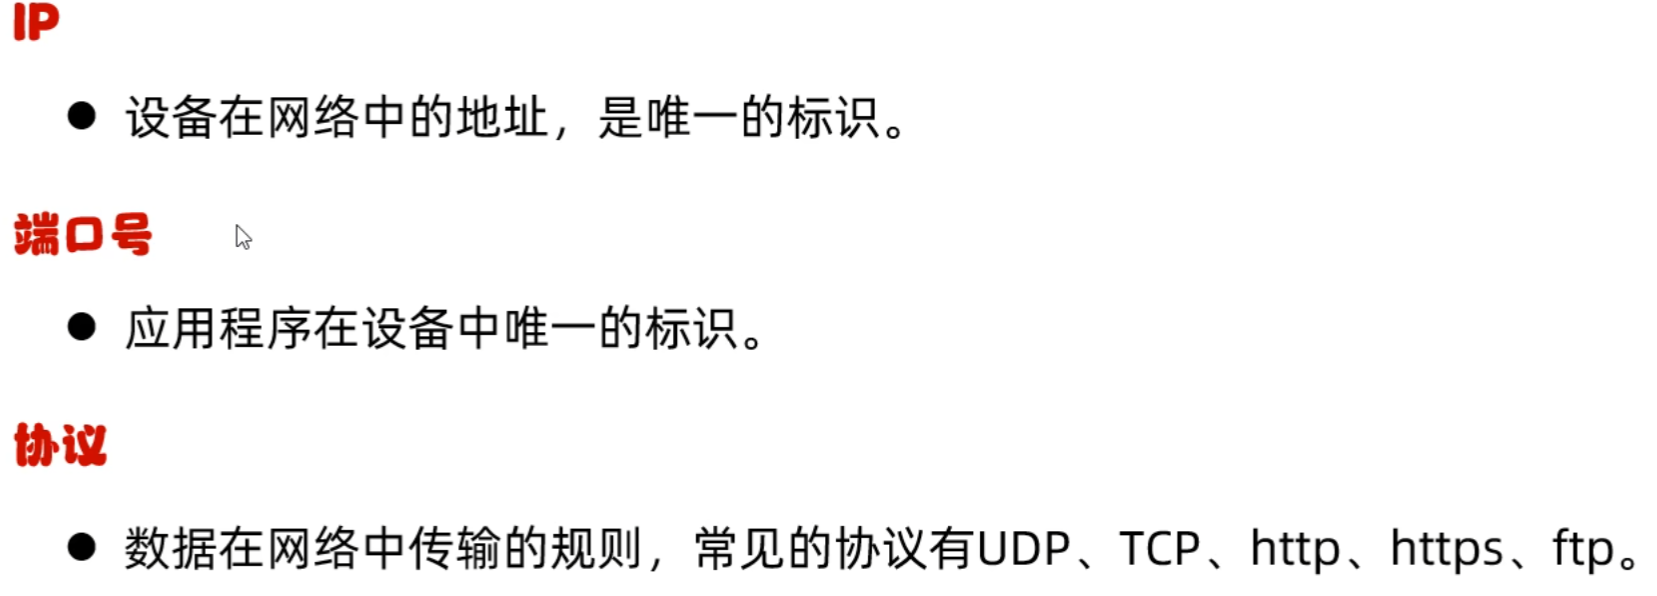 IP
● 设备在网络中的地址，是唯一的标识。
端口号
● 应用程序在设备中唯一的标识。
协议
● 数据在网络中传输的规则，常见的协议有UDP、TCP、http、https、ftp。